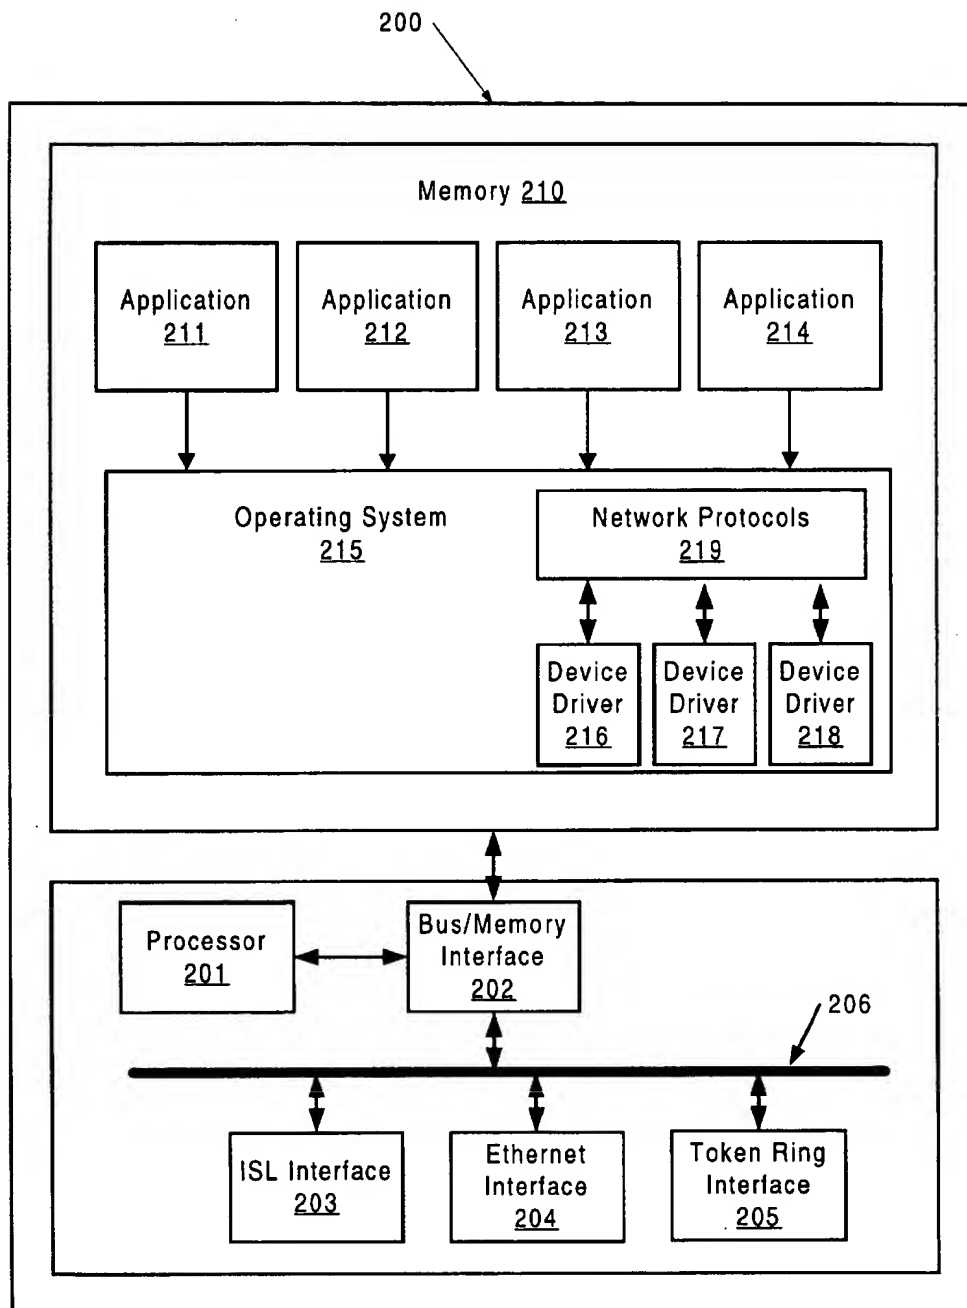 200
Memory 210
Application
211
Application
212
Application
213
Application
214
Operating System
215
Network Protocols
219
Device
Driver
216
Device
Driver
217
Device
Driver
218
Processor
201
Bus/Memory
Interface
202
206
ISL Interface
203
Ethernet
Interface
204
Token Ring
Interface
205